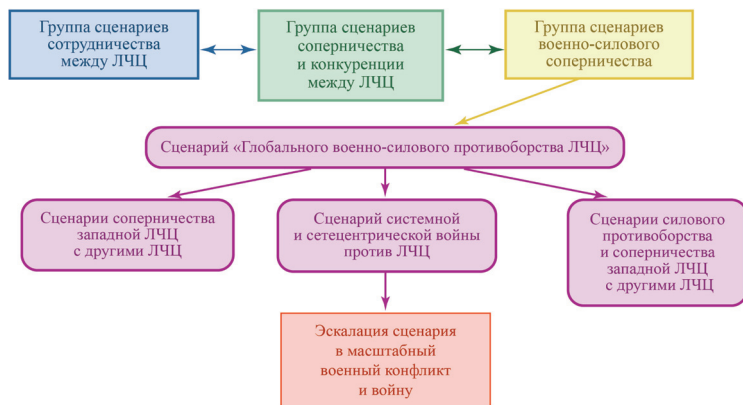 Группа сценариев
сотрудничества
между ЛЧЦ
Группа сценариев
соперничества
и конкуренции
между ЛЧЦ
Группа сценариев
военно-силового
соперничества
Сценарий «Глобального военно-силового противоборства ЛЧЦ»
Сценарии соперничества
западной ЛЧЦ
с другими ЛЧЦ
Сценарий системной
и сетецентрической войны
против ЛЧЦ
Сценарии силового
противоборства
и соперничества
западной ЛЧЦ
с другими ЛЧЦ
Эскалация сценария
в масштабный
военный конфликт
и войну